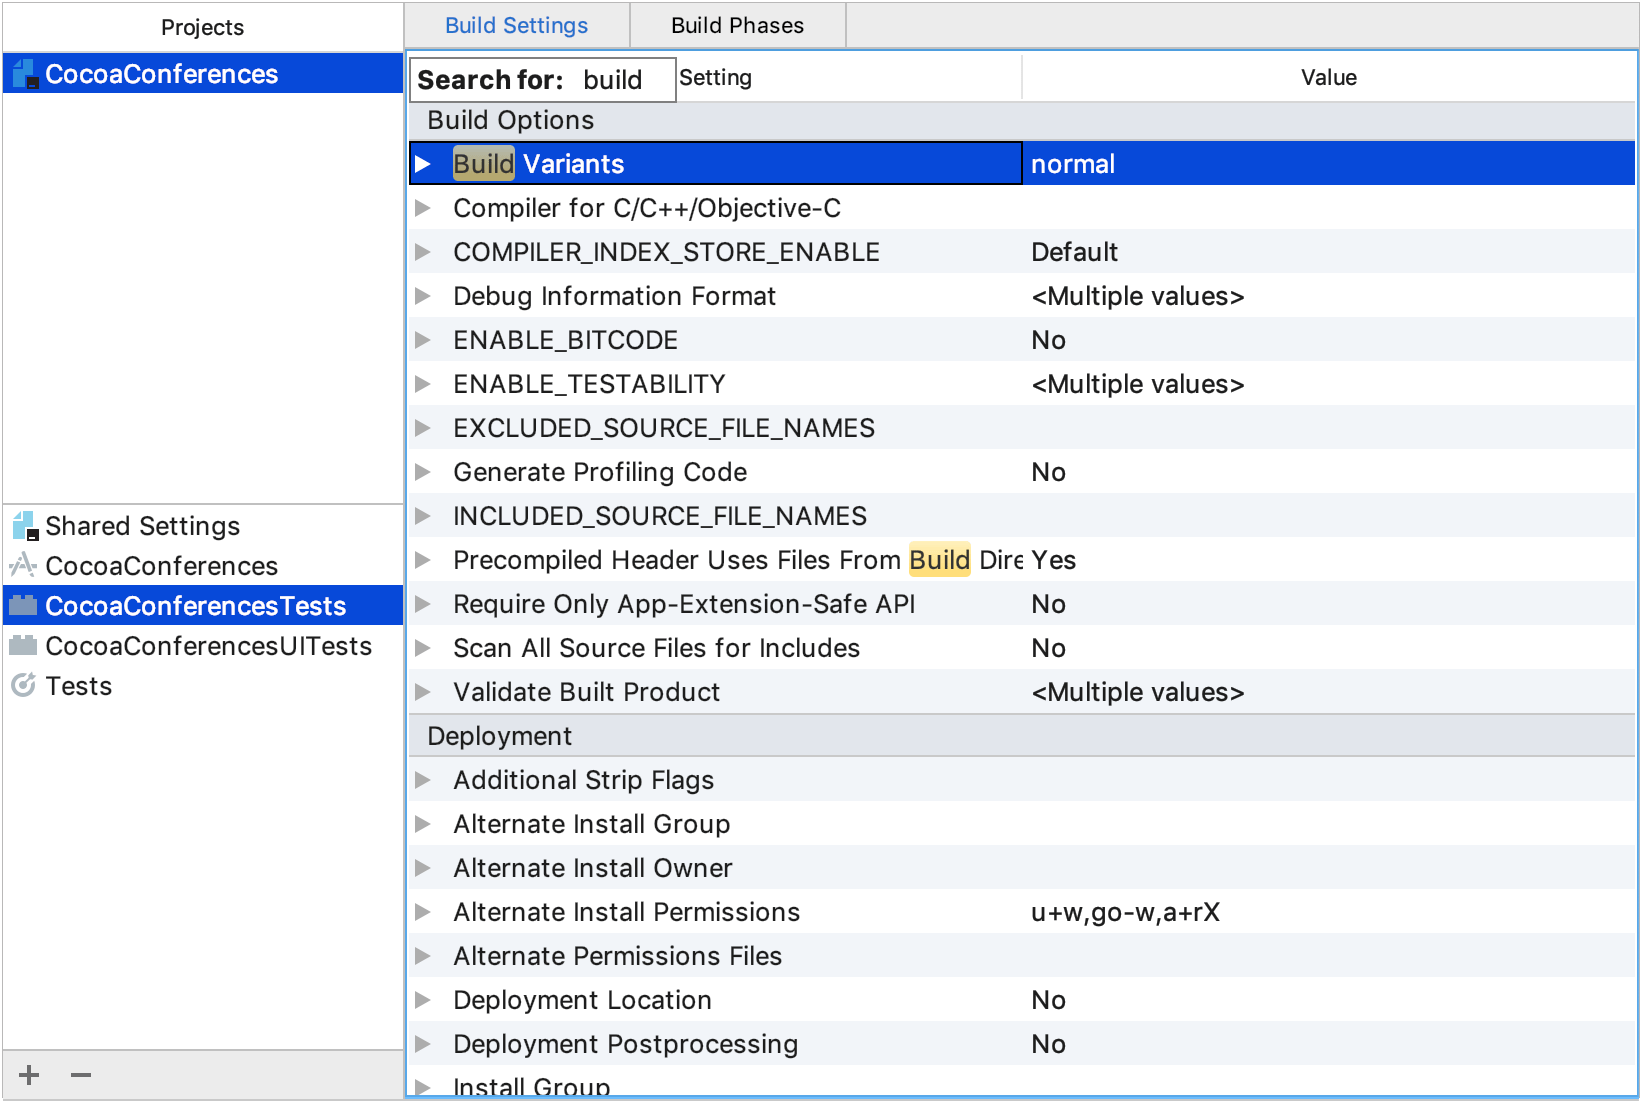 Projects
CocoaConferences
Shared Settings
CocoaConferences
CocoaConferencesTests
CocoaConferencesUITests
Tests
Build Settings Build Phases
Search for: build Setting Value
Build Options
Build Variants normal
Compiler for C/C++/Objective-C
COMPILER_INDEX_STORE_ENABLE Default
Debug Information Format <Multiple values>
ENABLE_BITCODE No
ENABLE_TESTABILITY <Multiple values>
EXCLUDED_SOURCE_FILE_NAMES
Generate Profiling Code No
INCLUDED_SOURCE_FILE_NAMES
Precompiled Header Uses Files From Build Dire Yes
Require Only App-Extension-Safe API No
Scan All Source Files for Includes No
Validate Built Product <Multiple values>
Deployment
Additional Strip Flags
Alternate Install Group
Alternate Install Owner
Alternate Install Permissions u+w,go-w,a+rX
Alternate Permissions Files
Deployment Location No
Deployment Postprocessing No
Install Group